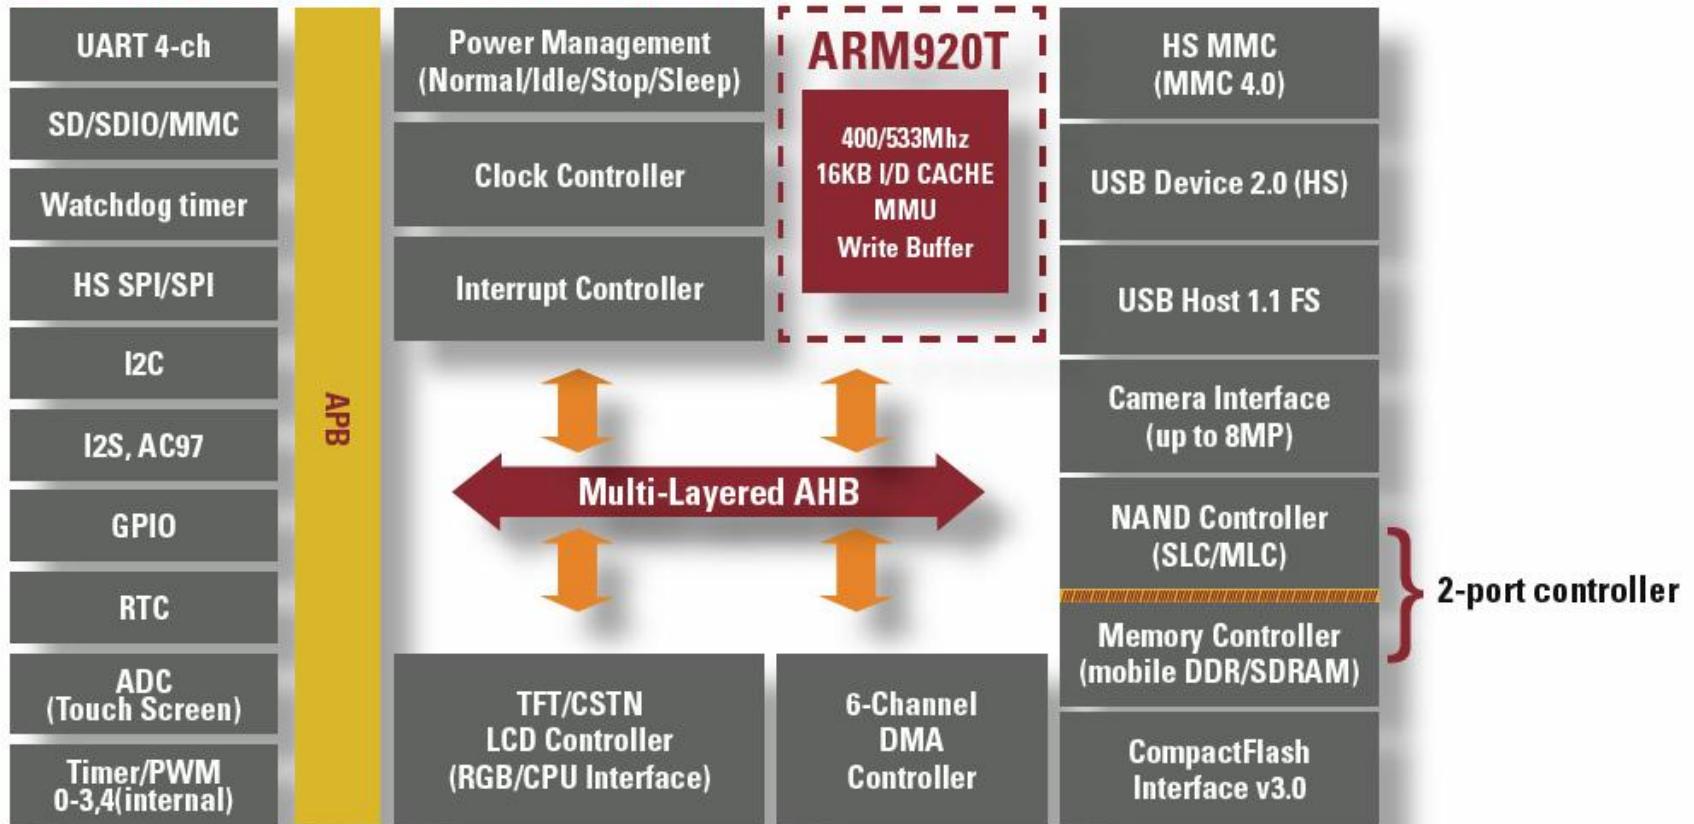 UART 4-ch
SD/SDIO/MMC
Watchdog timer
HS SPI/SPI
I2C
I2S, AC97
GPIO
RTC
ADC
(Touch Screen)
Timer/PWM
0-3,4(internal)
APB
Power Management
(Normal/Idle/Stop/Sleep)
Clock Controller
Interrupt Controller
ARM920T
400/533Mhz
16KB I/D CACHE
MMU
Write Buffer
Multi-Layered AHB
TFT/CSTN
LCD Controller
(RGB/CPU Interface)
6-Channel
DMA
Controller
HS MMC
(MMC 4.0)
USB Device 2.0 (HS)
USB Host 1.1 FS
Camera Interface
(up to 8MP)
NAND Controller
(SLC/MLC)
Memory Controller
(mobile DDR/SDRAM)
CompactFlash
Interface v3.0
2-port controller